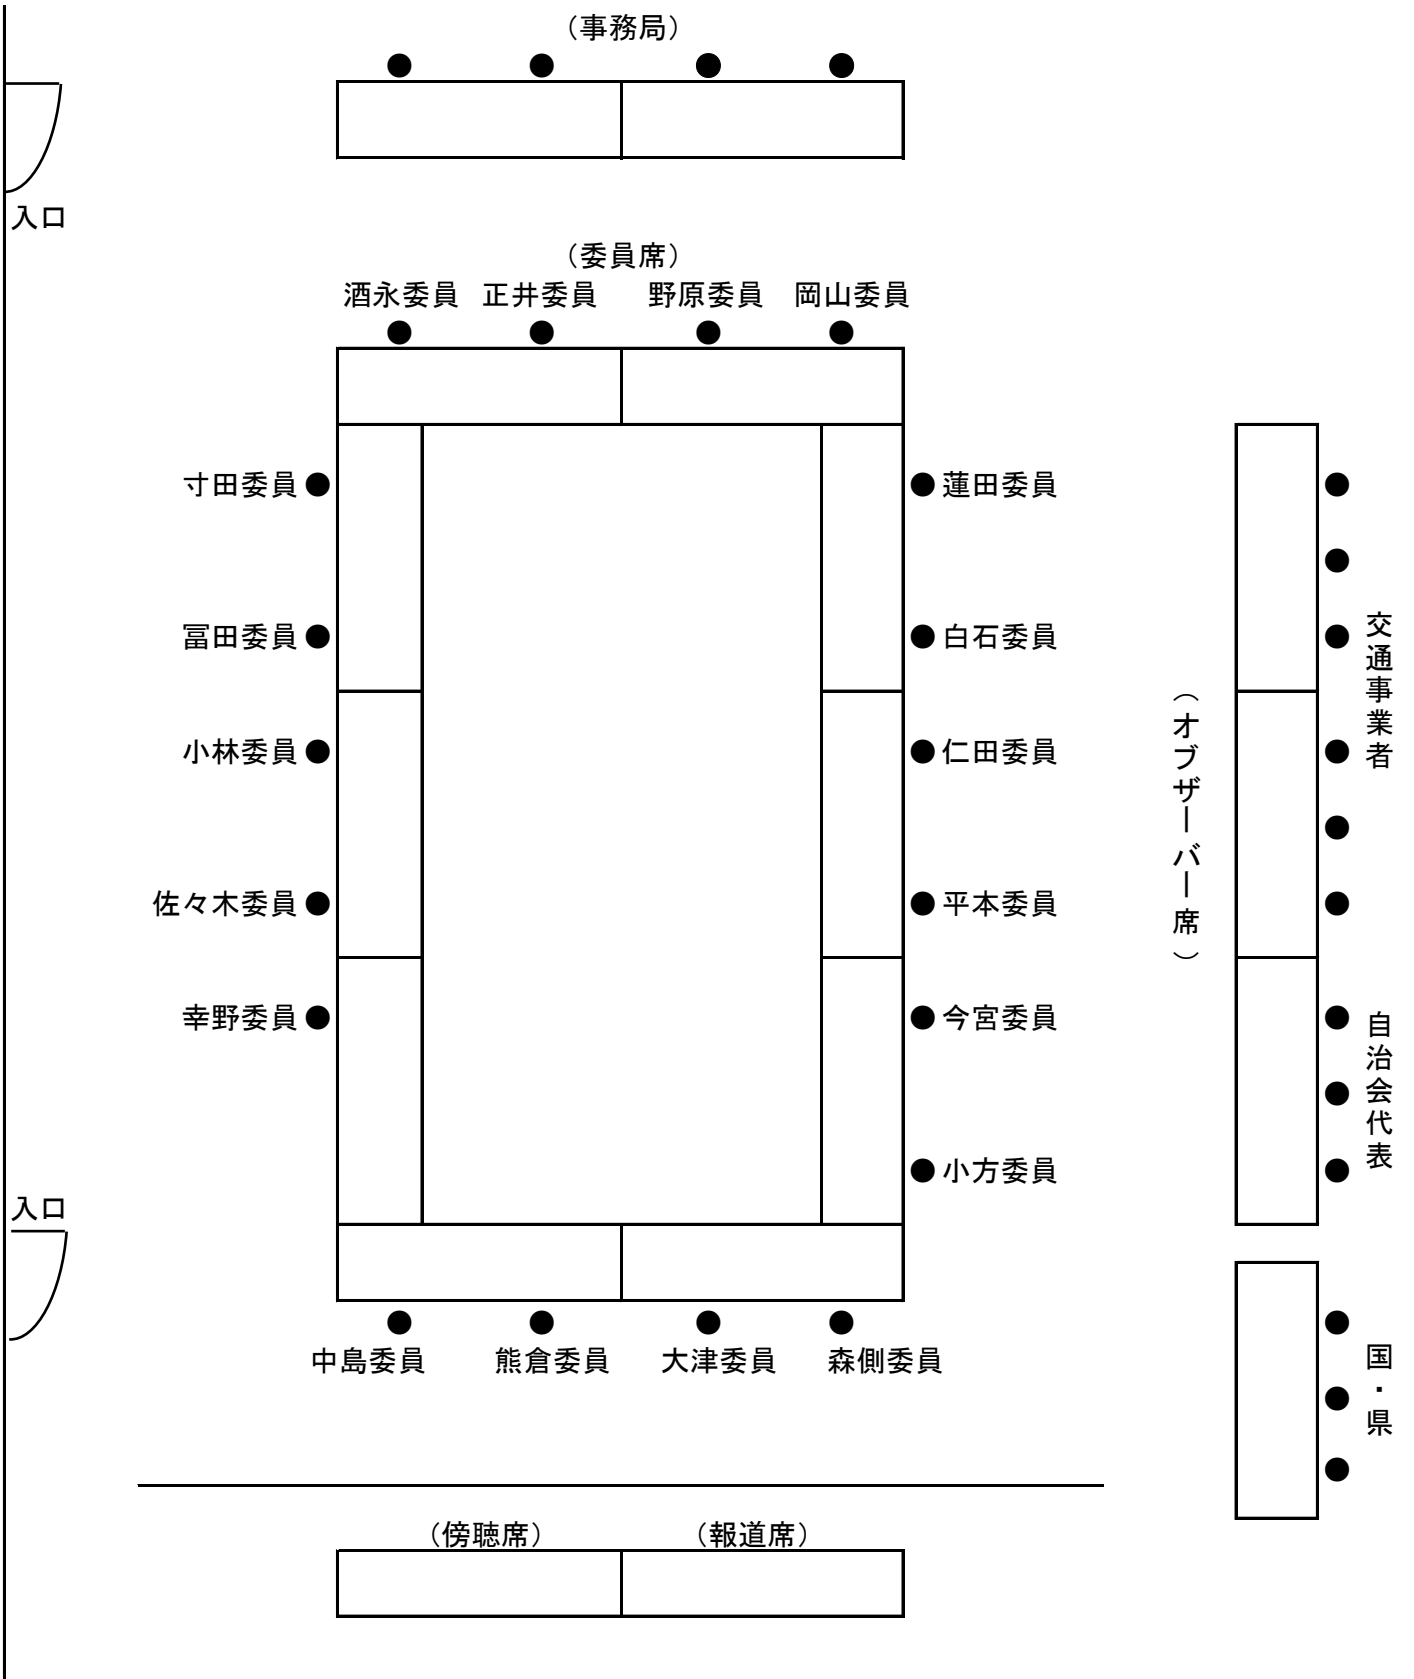 （事務局）
入口
（委員席）
酒永委員 正井委員 野原委員 岡山委員
寸田委員 蓮田委員
冨田委員 白石委員
小林委員 仁田委員
佐々木委員 平本委員
幸野委員 今宮委員
小方委員
入口
中島委員 熊倉委員 大津委員 森側委員
（オブザーバー席）
交通事業者
自治会代表
国・県
（傍聴席） （報道席）